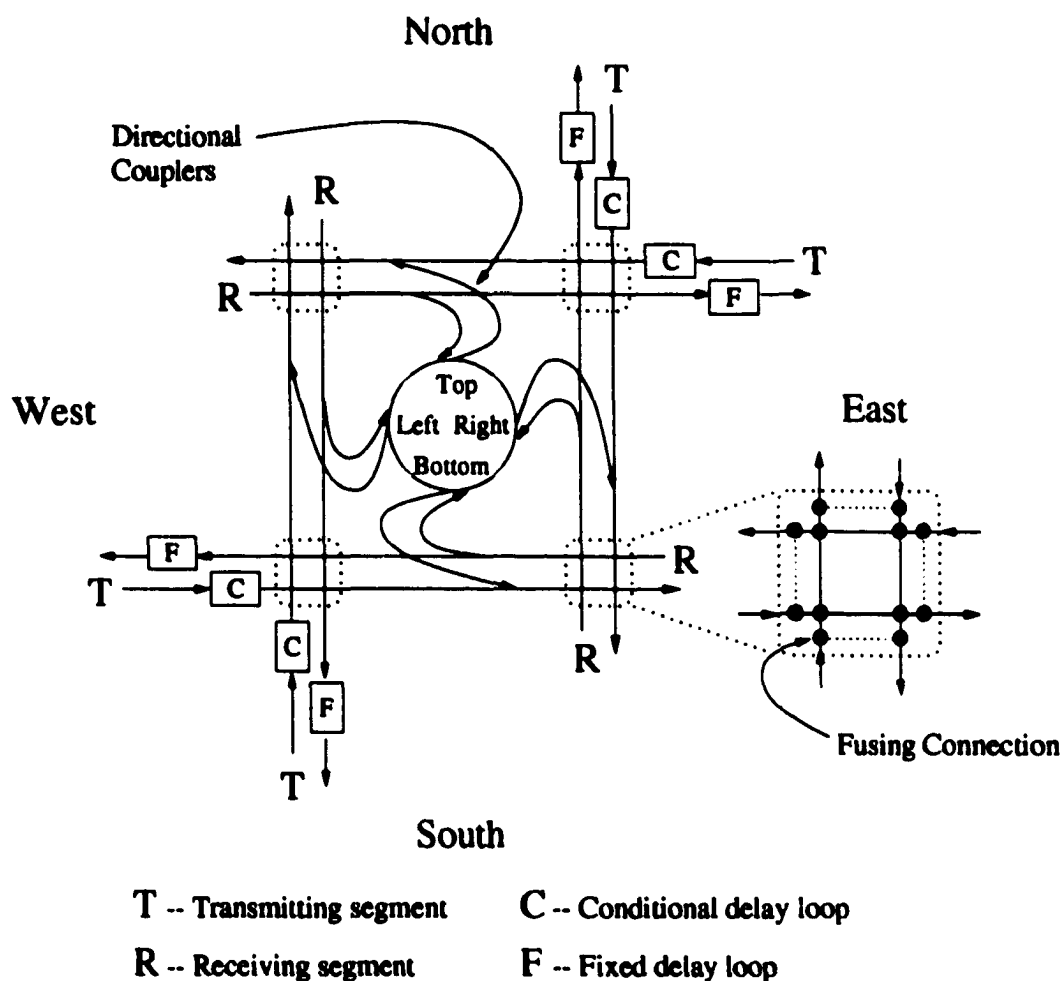 North
T
Directional
Couplers
F
R
C
C
T
R
F
Top
West
Left Right
East
Bottom
F
R
T
C
C
R
F
Fusing Connection
T
South
T -- Transmitting segment
C -- Conditional delay loop
R -- Receiving segment
F -- Fixed delay loop